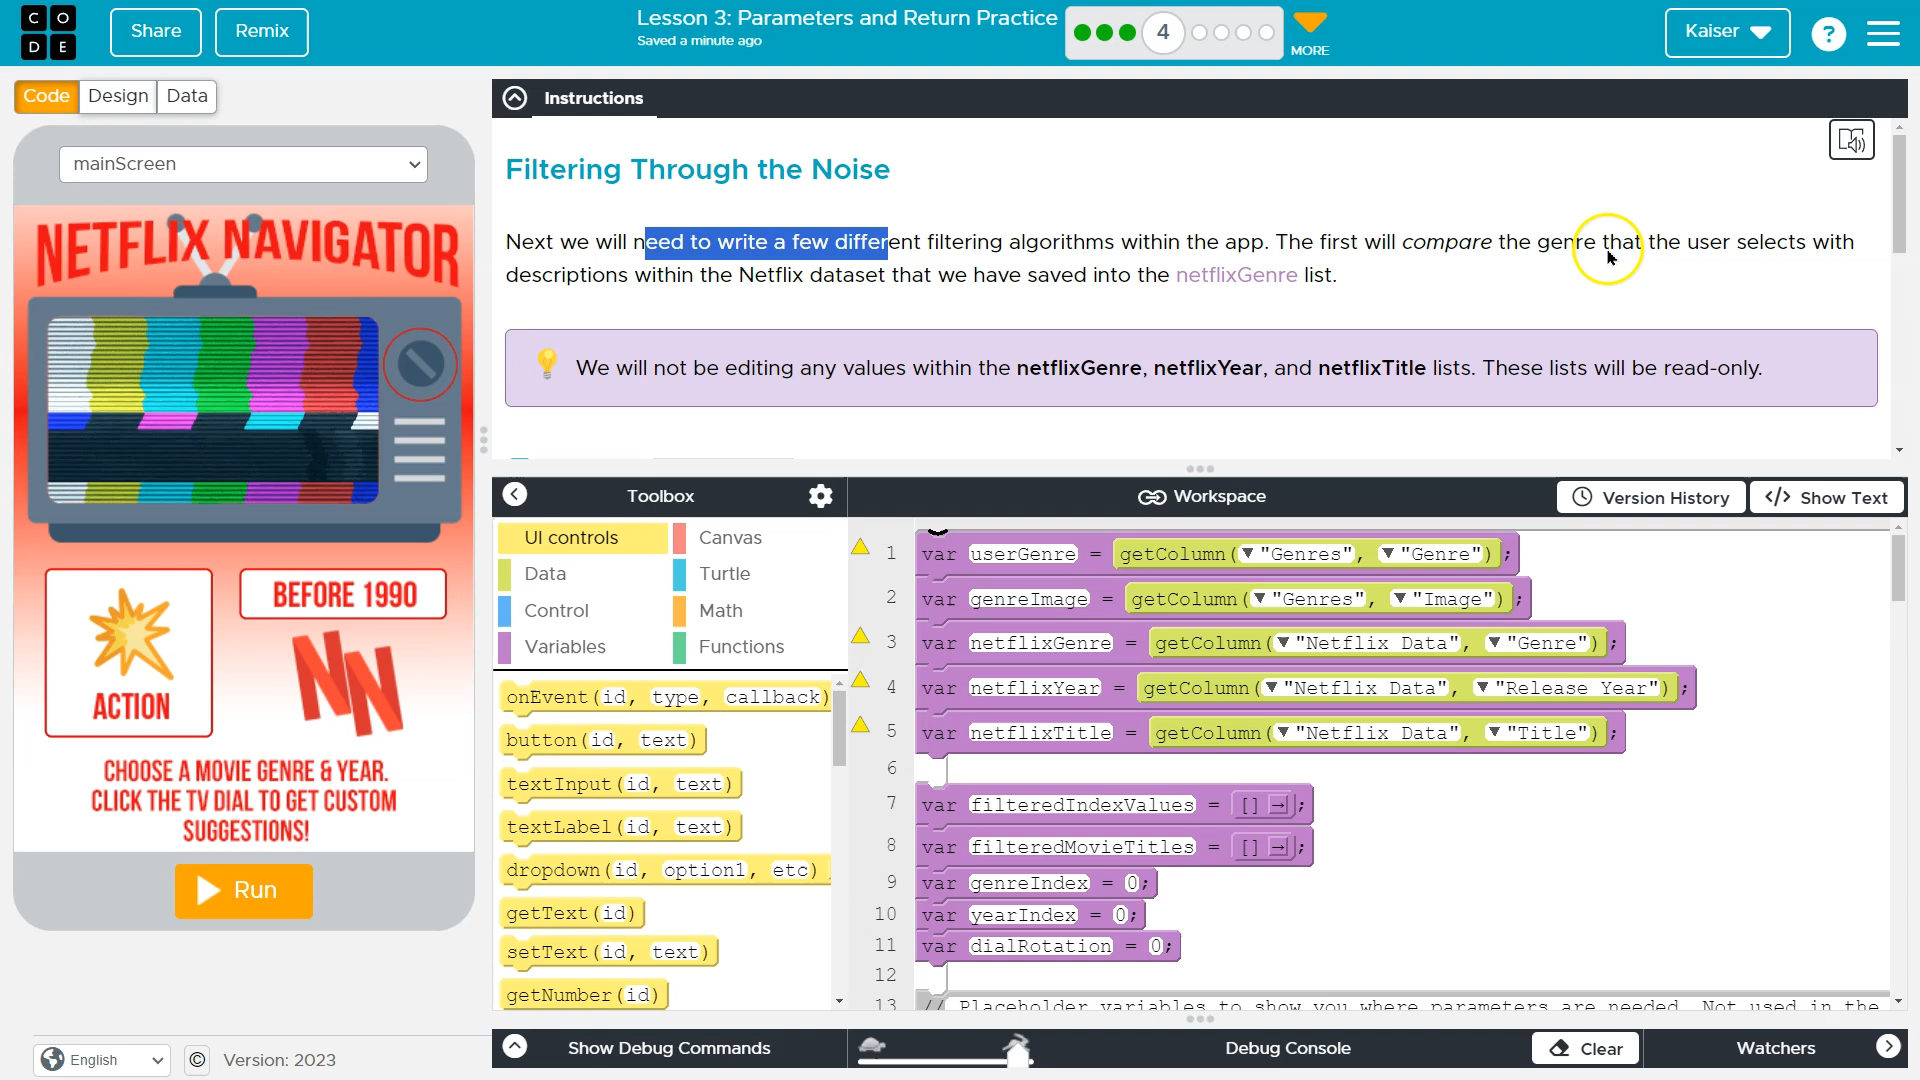 C O
D E
Share
Remix
Lesson 3: Parameters and Return Practice
Saved a minute ago
4
MORE
Kaiser
?
Code
Design
Data
mainScreen
NETFLIX NAVIGATOR
ACTION
BEFORE 1990
NN
CHOOSE A MOVIE GENRE & YEAR.
CLICK THE TV DIAL TO GET CUSTOM
SUGGESTIONS!
Run
English
©
Version: 2023
Instructions
Filtering Through the Noise
Next we will need to write a few different filtering algorithms within the app. The first will compare the genre that the user selects with
descriptions within the Netflix dataset that we have saved into the netflixGenre list.
We will not be editing any values within the netflixGenre, netflixYear, and netflixTitle lists. These lists will be read-only.
Toolbox
Workspace
Version History
</> Show Text
UI controls
Canvas
Data
Turtle
Control
Math
Variables
Functions
onEvent(id, type, callback)
button(id, text)
textInput(id, text)
textLabel(id, text)
dropdown(id, option1, etc)
getText(id)
setText(id, text)
getNumber(id)
1 var userGenre = getColumn(▼"Genres", ▼"Genre");
2 var genreImage = getColumn(▼"Genres", ▼"Image");
3 var netflixGenre = getColumn(▼"Netflix Data", ▼"Genre");
4 var netflixYear = getColumn(▼"Netflix Data", ▼"Release Year");
5 var netflixTitle = getColumn(▼"Netflix Data", ▼"Title");
6
7 var filteredIndexValues = [] →;
8 var filteredMovieTitles = [] →;
9 var genreIndex = 0;
10 var yearIndex = 0;
11 var dialRotation = 0;
12
13 // Placeholder variables to show you where parameters are needed. Not used in the
Show Debug Commands
Debug Console
Clear
Watchers